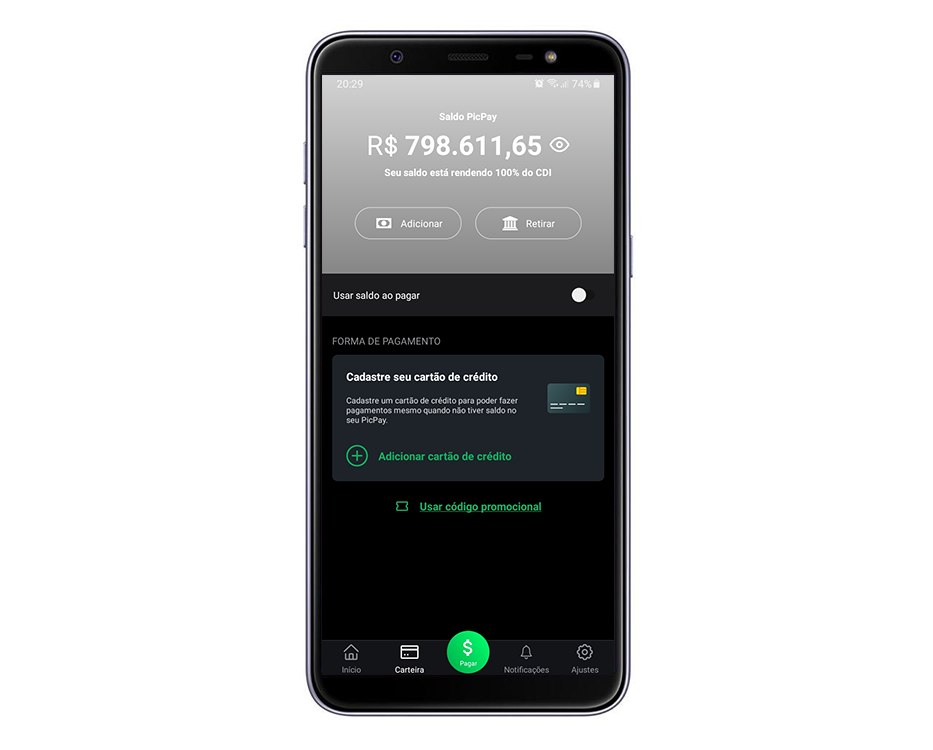 20:29
74%
Saldo PicPay
R$ 798.611,65
Seu saldo está rendendo 100% do CDI
Adicionar
Retirar
Usar saldo ao pagar
FORMA DE PAGAMENTO
Cadastre seu cartão de crédito
Cadastre um cartão de crédito para poder fazer
pagamentos mesmo quando não tiver saldo no
seu PicPay.
Adicionar cartão de crédito
Usar código promocional
$
Início
Carteira
Pagar
Notificações
Ajustes